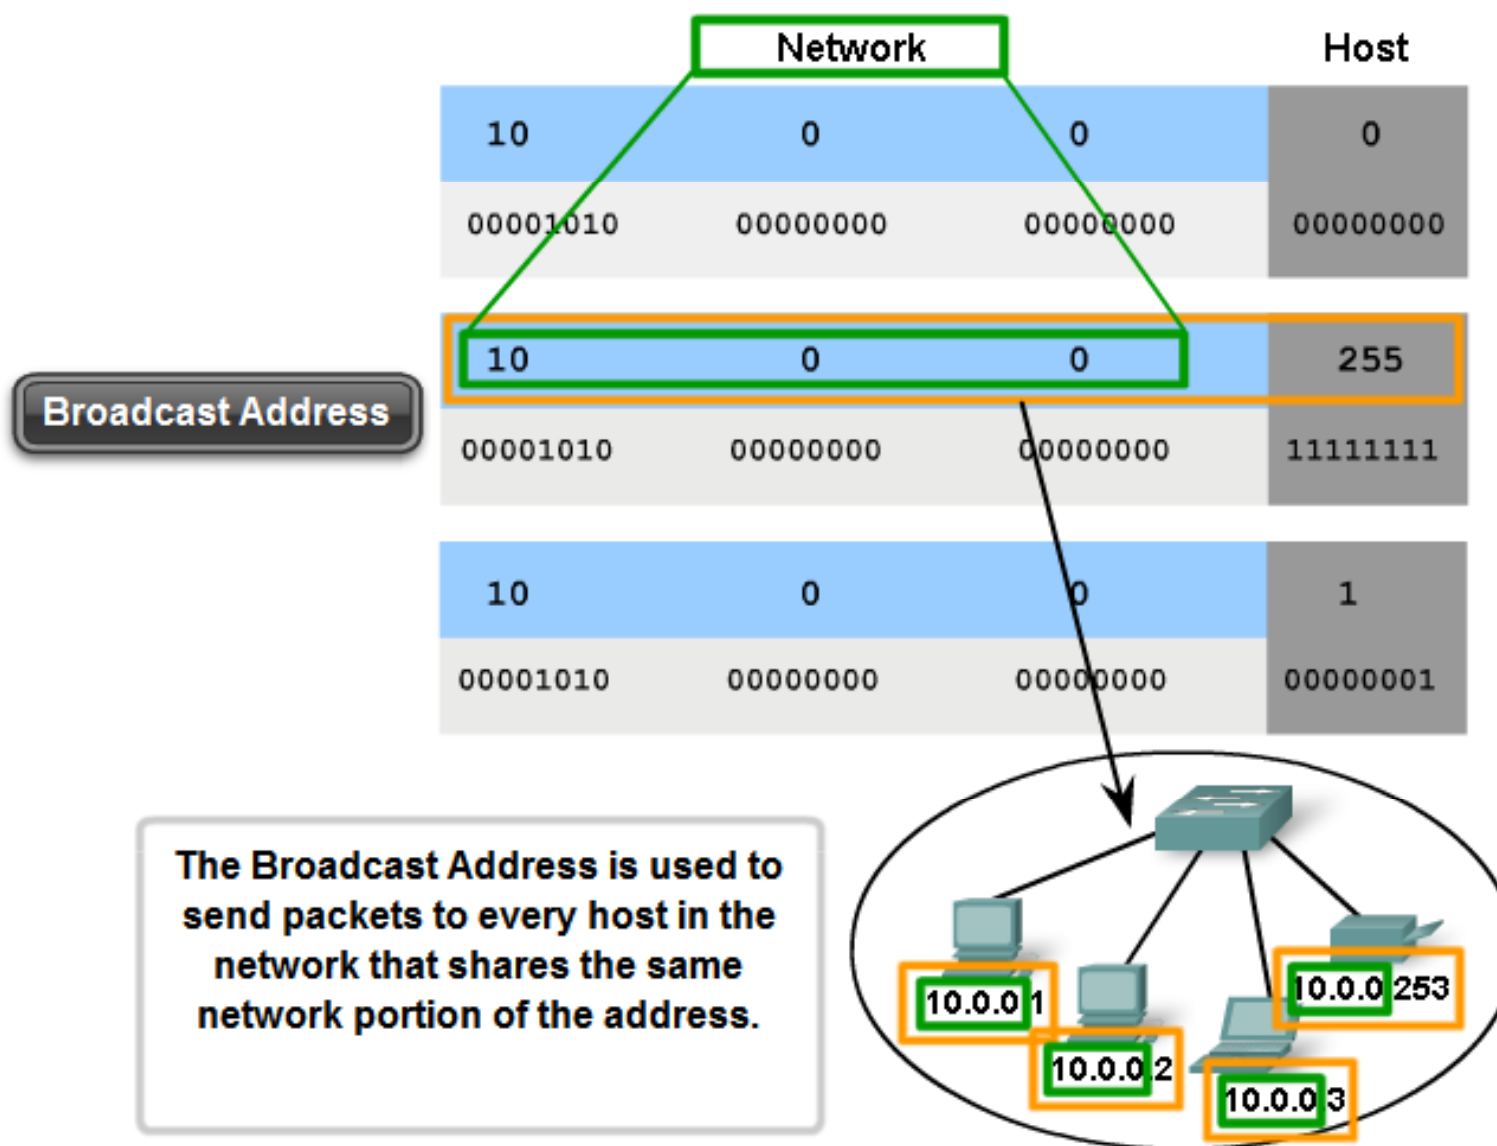 Network Host
10 0 0 0
00001010 00000000 00000000 00000000
10 0 0 255
Broadcast Address
00001010 00000000 00000000 11111111
10 0 0 1
00001010 00000000 00000000 00000001
The Broadcast Address is used to
send packets to every host in the
network that shares the same
network portion of the address.
10.0.0.1
10.0.0.253
10.0.0.2
10.0.0.3